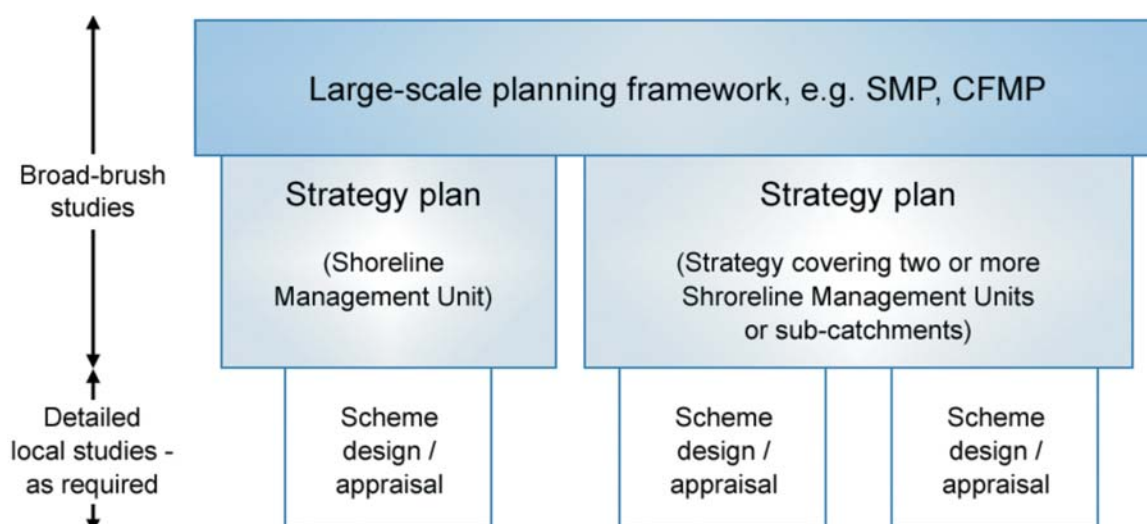 Large-scale planning framework, e.g. SMP, CFMP
Broad-brush
studies
Strategy plan
(Shoreline
Management Unit)
Strategy plan
(Strategy covering two or more
Shroreline Management Units
or sub-catchments)
Detailed
local studies -
as required
Scheme
design /
appraisal
Scheme
design /
appraisal
Scheme
design /
appraisal